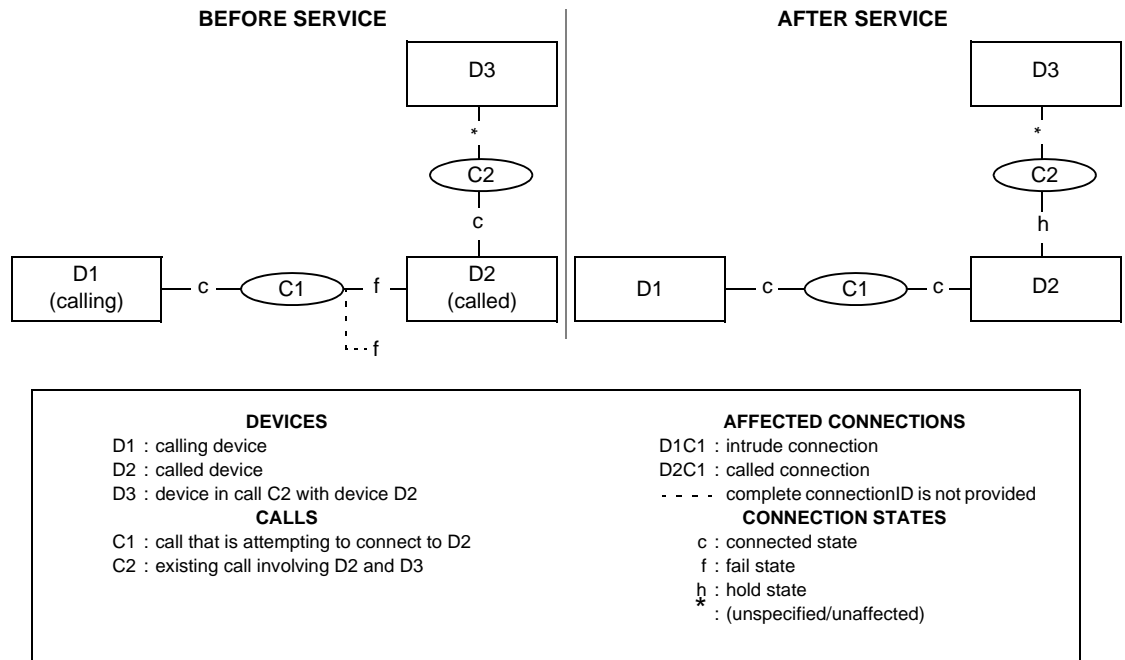 BEFORE SERVICE
AFTER SERVICE
D3
*
C2
c
D1
(calling)
c
C1
f
D2
(called)
f
D3
*
C2
h
D1
c
C1
c
D2
DEVICES
D1 : calling device
D2 : called device
D3 : device in call C2 with device D2
CALLS
C1 : call that is attempting to connect to D2
C2 : existing call involving D2 and D3
AFFECTED CONNECTIONS
D1C1 : intrude connection
D2C1 : called connection
- - - - complete connectionID is not provided
CONNECTION STATES
c : connected state
f : fail state
h : hold state
* : (unspecified/unaffected)